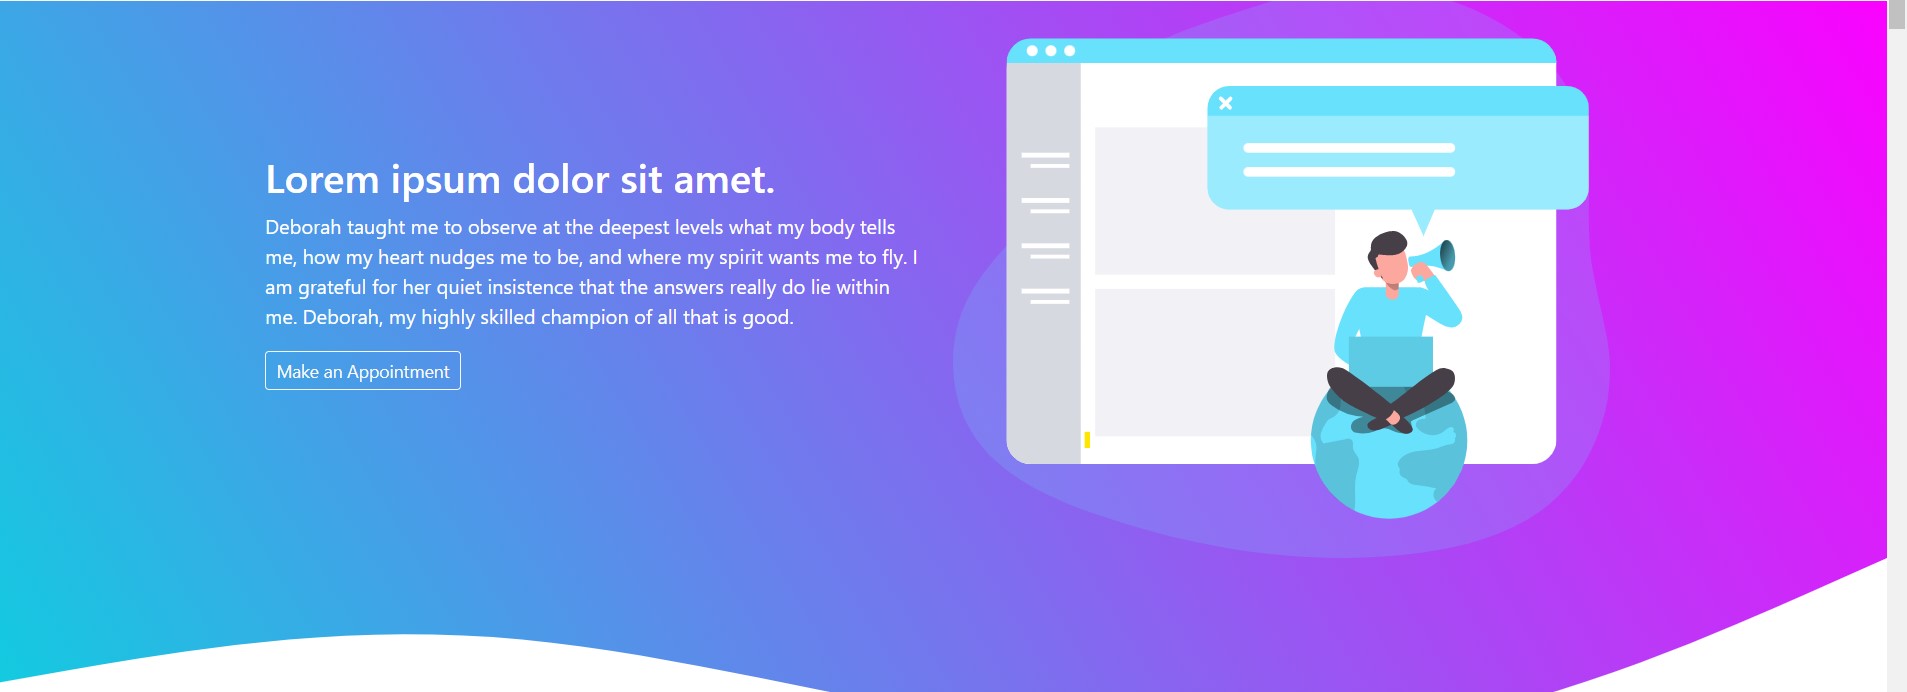 Lorem ipsum dolor sit amet.
Deborah taught me to observe at the deepest levels what my body tells
me, how my heart nudges me to be, and where my spirit wants me to fly. I
am grateful for her quiet insistence that the answers really do lie within
me. Deborah, my highly skilled champion of all that is good.
Make an Appointment